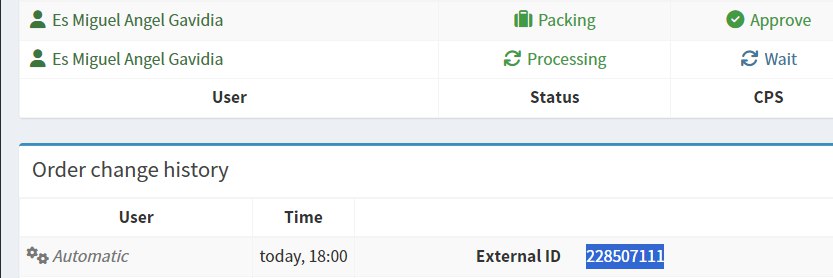 Es Miguel Angel Gavidia Packing Approve
Es Miguel Angel Gavidia Processing Wait
User Status CPS
Order change history
User Time
Automatic today, 18:00 External ID 228507111